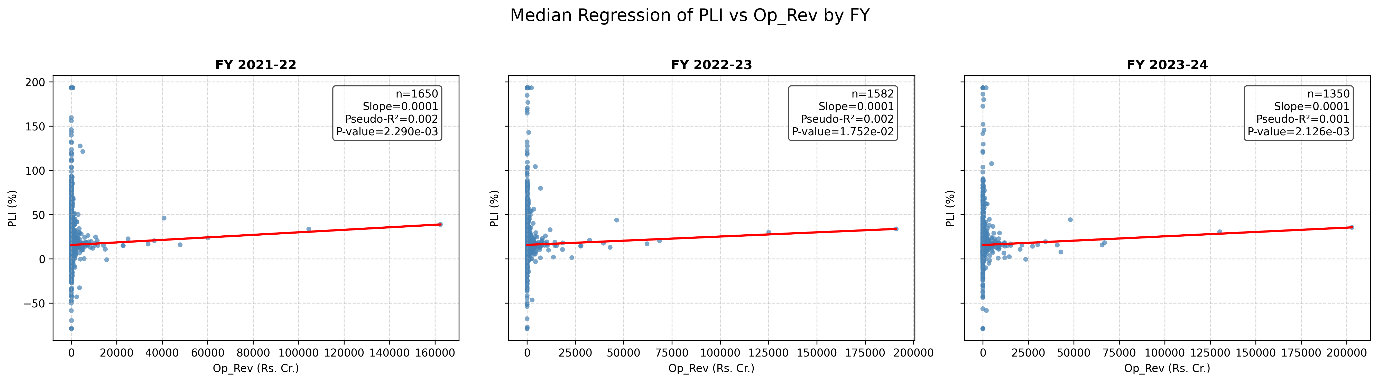 Median Regression of PLI vs Op_Rev by FY
FY 2021-22
n=1650
Slope=0.0001
Pseudo-R²=0.002
P-value=2.290e-03
200
150
100
50
0
−50
PLI (%)
0 20000 40000 60000 80000 100000 120000 140000 160000
Op_Rev (Rs. Cr.)
FY 2022-23
n=1582
Slope=0.0001
Pseudo-R²=0.002
P-value=1.752e-02
PLI (%)
0 25000 50000 75000 100000 125000 150000 175000 200000
Op_Rev (Rs. Cr.)
FY 2023-24
n=1350
Slope=0.0001
Pseudo-R²=0.001
P-value=2.126e-03
PLI (%)
0 25000 50000 75000 100000 125000 150000 175000 200000
Op_Rev (Rs. Cr.)